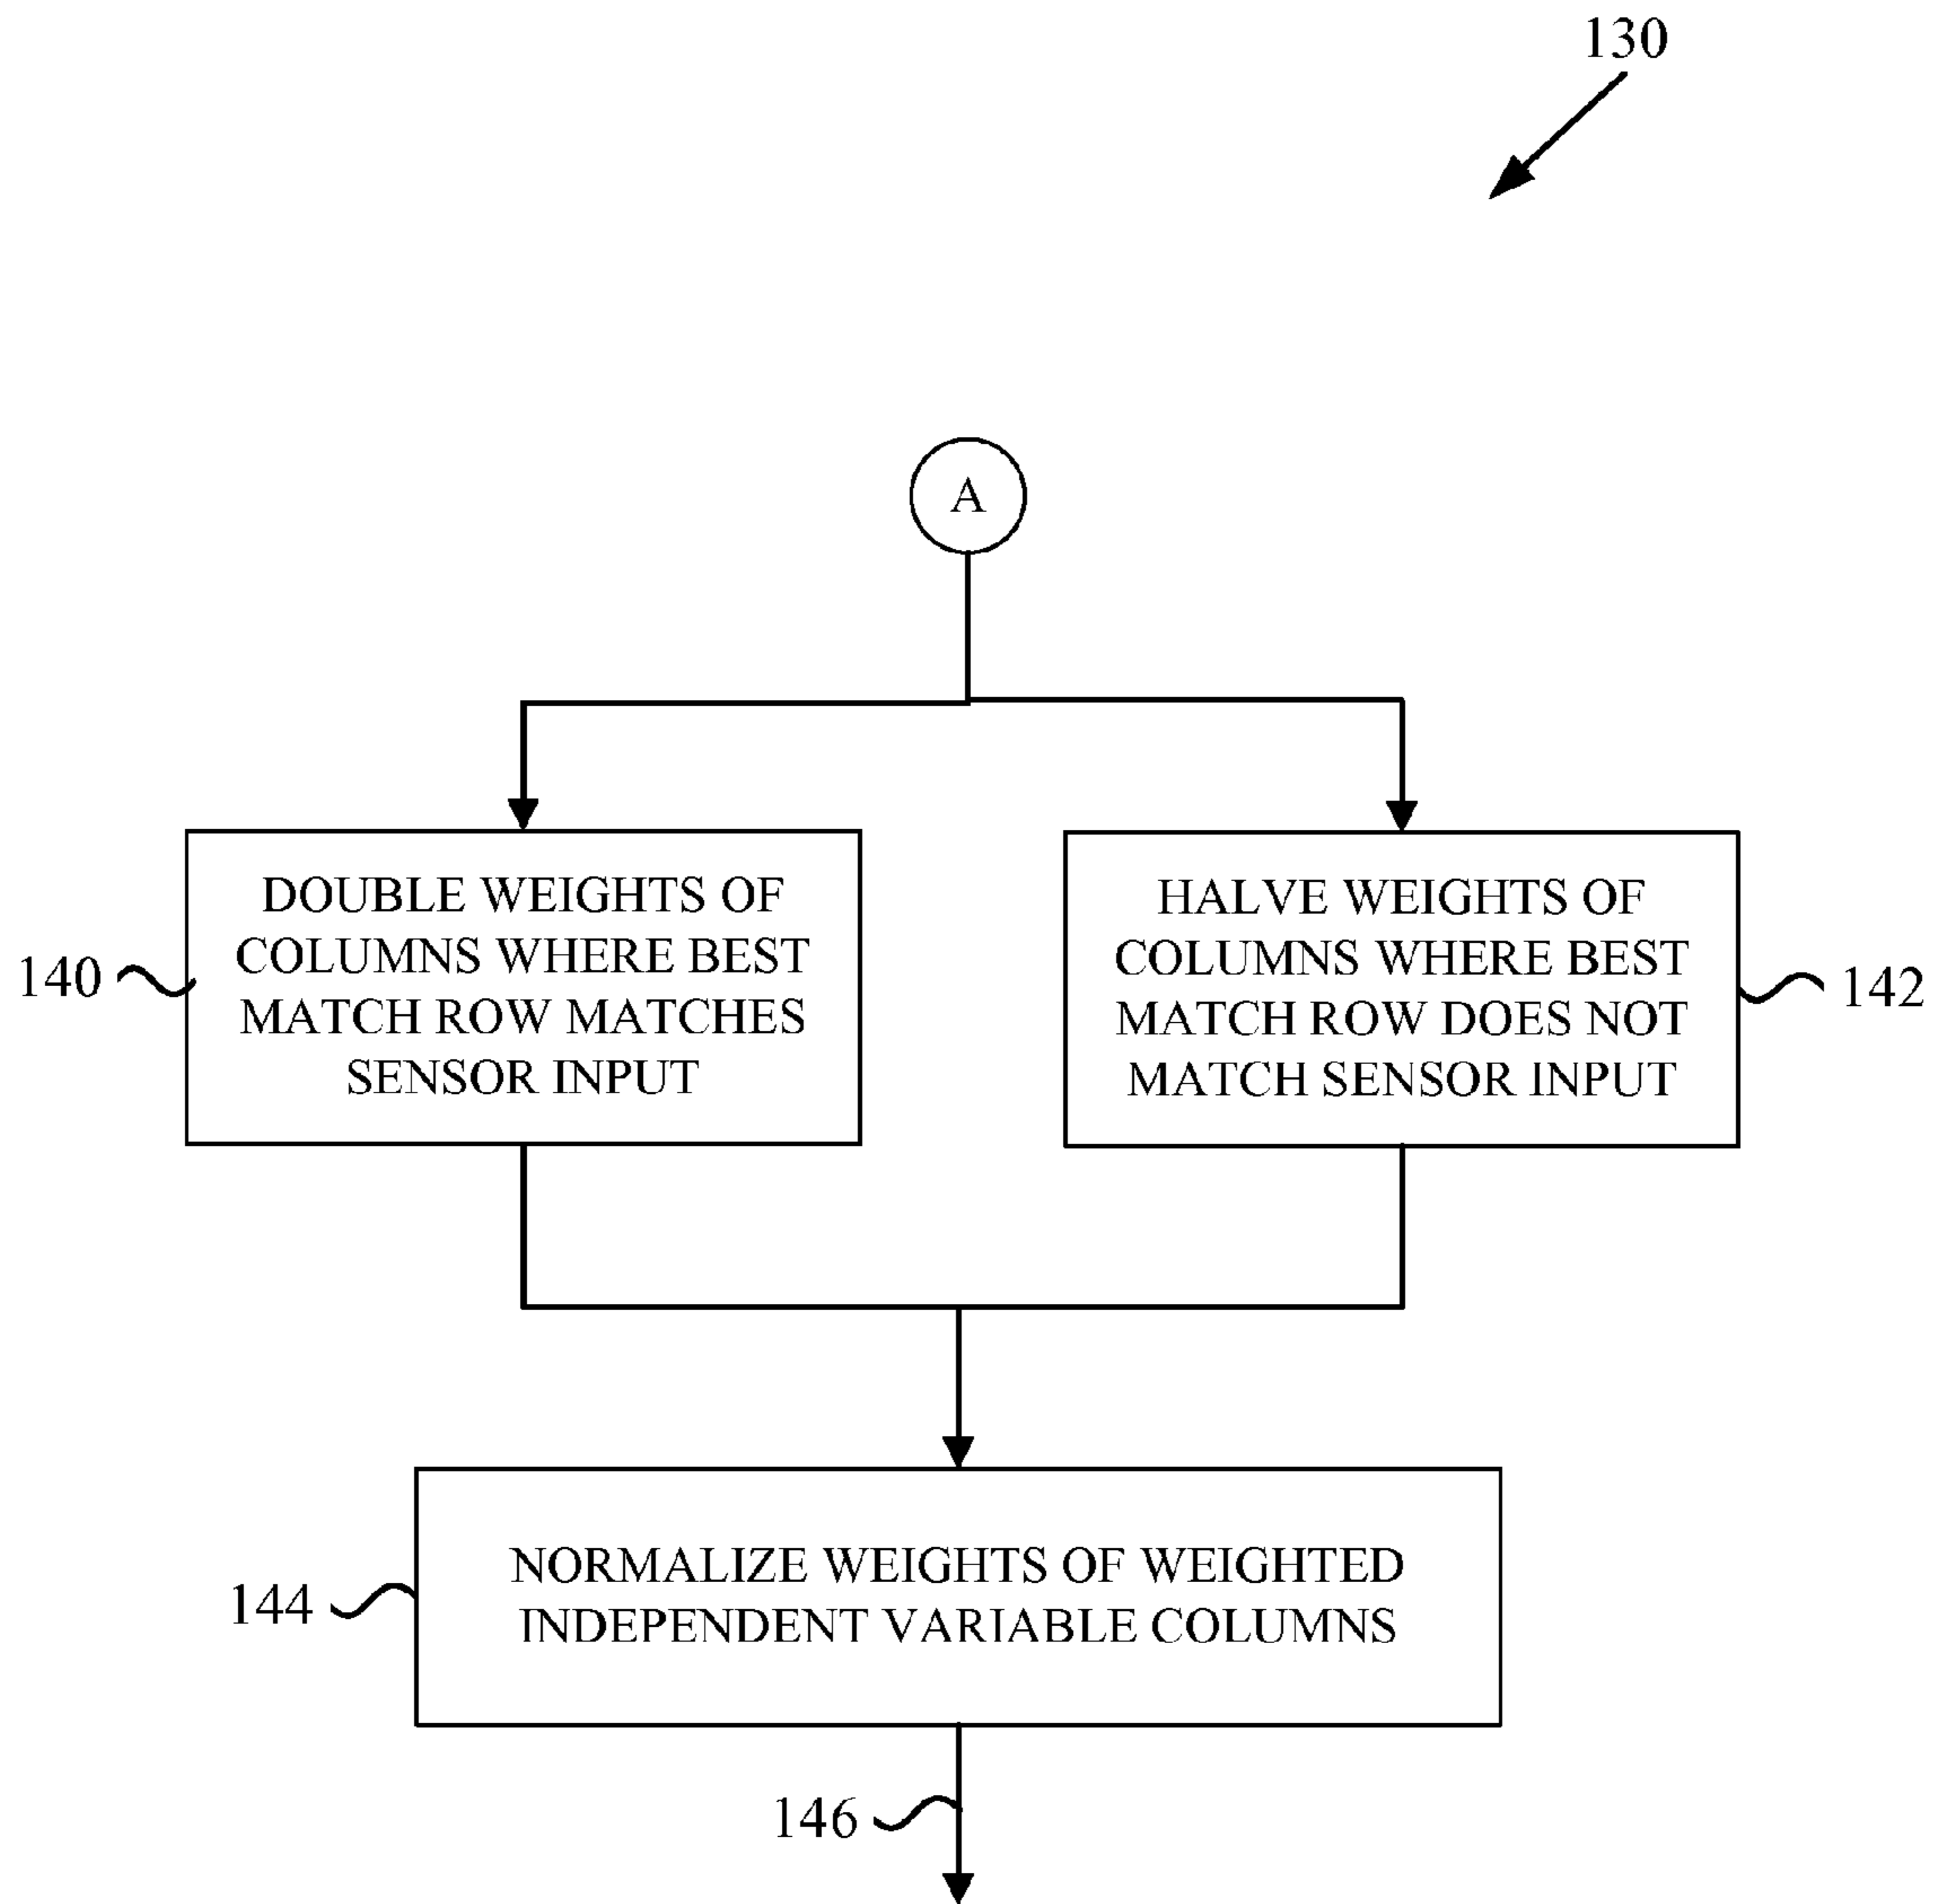 130
A
DOUBLE WEIGHTS OF
COLUMNS WHERE BEST
MATCH ROW MATCHES
SENSOR INPUT
140
HALVE WEIGHTS OF
COLUMNS WHERE BEST
MATCH ROW DOES NOT
MATCH SENSOR INPUT
142
NORMALIZE WEIGHTS OF WEIGHTED
INDEPENDENT VARIABLE COLUMNS
144
146